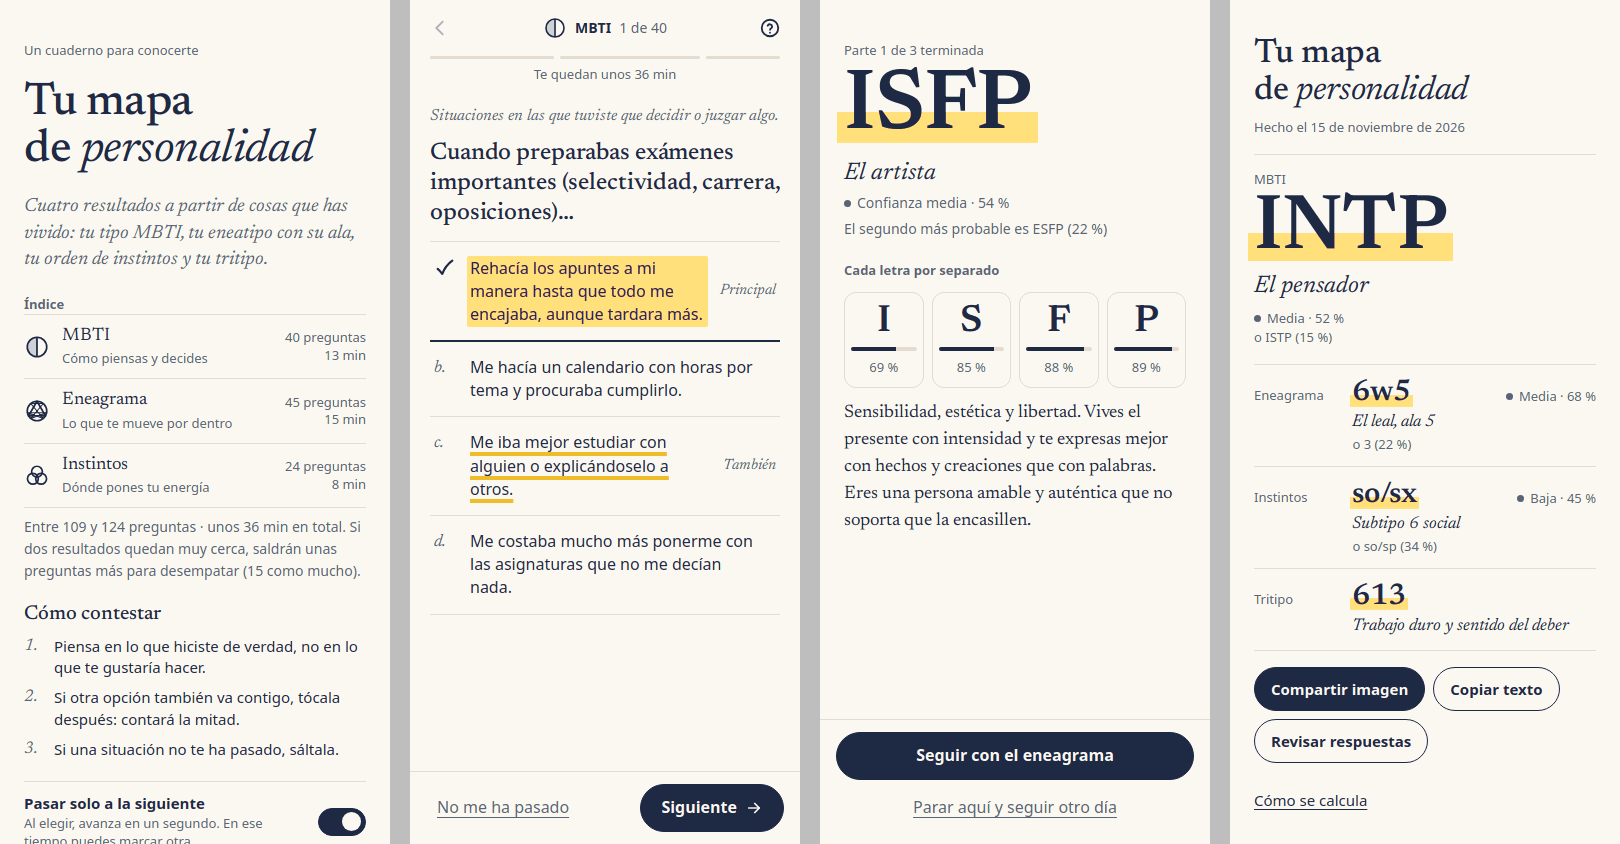 Un cuaderno para conocerte
Tu mapa
de personalidad
Cuatro resultados a partir de cosas que has
vivido: tu tipo MBTI, tu eneatipo con su ala,
tu orden de instintos y tu tritipo.
Índice
MBTI
Cómo piensas y decides
40 preguntas
13 min
Eneagrama
Lo que te mueve por dentro
45 preguntas
15 min
Instintos
Dónde pones tu energía
24 preguntas
8 min
Entre 109 y 124 preguntas · unos 36 min en total. Si
dos resultados quedan muy cerca, saldrán unas
preguntas más para desempatar (15 como mucho).
Cómo contestar
1. Piensa en lo que hiciste de verdad, no en lo
que te gustaría hacer.
2. Si otra opción también va contigo, tócala
después: contará la mitad.
3. Si una situación no te ha pasado, sáltala.
Pasar solo a la siguiente
Al elegir, avanza en un segundo. En ese
tiempo puedes marcar otra.
MBTI 1 de 40
Te quedan unos 36 min
Situaciones en las que tuviste que decidir o juzgar algo.
Cuando preparabas exámenes
importantes (selectividad, carrera,
oposiciones)...
Rehacía los apuntes a mi
manera hasta que todo me
encajaba, aunque tardara más.
Principal
b. Me hacía un calendario con horas por
tema y procuraba cumplirlo.
c. Me iba mejor estudiar con
alguien o explicándoselo a
otros.
También
d. Me costaba mucho más ponerme con
las asignaturas que no me decían
nada.
No me ha pasado
Siguiente →
Parte 1 de 3 terminada
ISFP
El artista
Confianza media · 54 %
El segundo más probable es ESFP (22 %)
Cada letra por separado
I S F P
69 % 85 % 88 % 89 %
Sensibilidad, estética y libertad. Vives el
presente con intensidad y te expresas mejor
con hechos y creaciones que con palabras.
Eres una persona amable y auténtica que no
soporta que la encasillen.
Seguir con el eneagrama
Parar aquí y seguir otro día
Tu mapa
de personalidad
Hecho el 15 de noviembre de 2026
MBTI
INTP
El pensador
Media · 52 %
o ISTP (15 %)
Eneagrama
6w5
Media · 68 %
El leal, ala 5
o 3 (22 %)
Instintos
so/sx
Baja · 45 %
Subtipo 6 social
o so/sp (34 %)
Tritipo
613
Trabajo duro y sentido del deber
Compartir imagen
Copiar texto
Revisar respuestas
Cómo se calcula